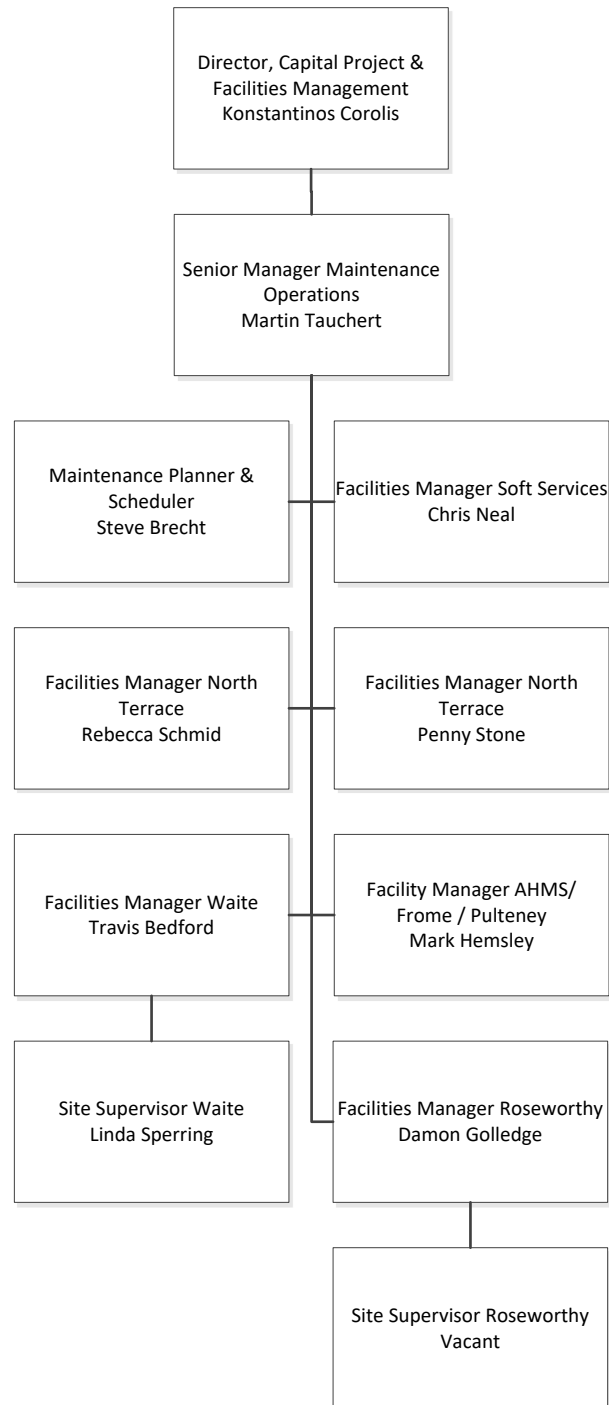 Director, Capital Project &
Facilities Management
Konstantinos Corolis
Senior Manager Maintenance
Operations
Martin Tauchert
Maintenance Planner &
Scheduler
Steve Brecht
Facilities Manager Soft Services
Chris Neal
Facilities Manager North
Terrace
Rebecca Schmid
Facilities Manager North
Terrace
Penny Stone
Facilities Manager Waite
Travis Bedford
Facility Manager AHMS/
Frome / Pulteney
Mark Hemsley
Site Supervisor Waite
Linda Sperring
Facilities Manager Roseworthy
Damon Golledge
Site Supervisor Roseworthy
Vacant